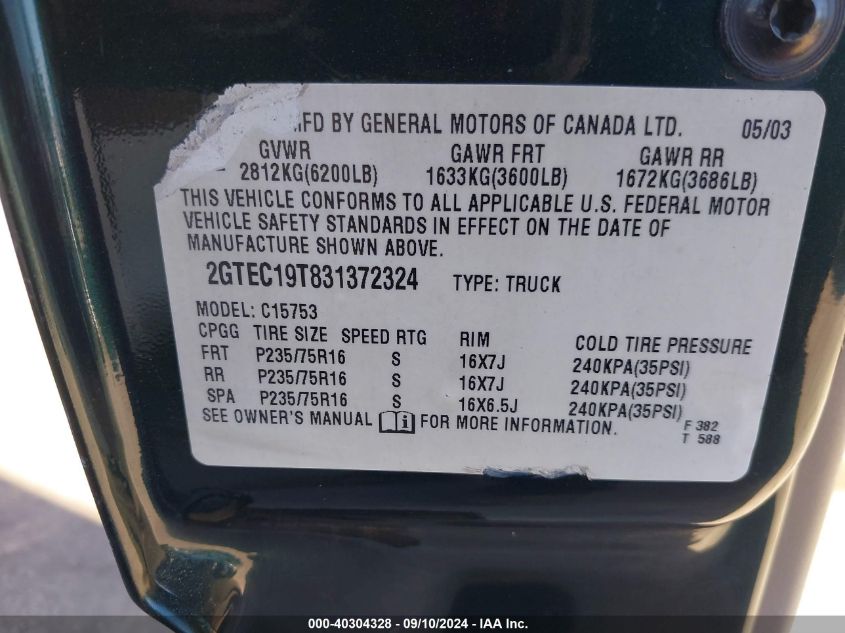 MFD BY GENERAL MOTORS OF CANADA LTD. 05/03
GVWR GAWR FRT GAWR RR
2812KG(6200LB) 1633KG(3600LB) 1672KG(3686LB)
THIS VEHICLE CONFORMS TO ALL APPLICABLE U.S. FEDERAL MOTOR
VEHICLE SAFETY STANDARDS IN EFFECT ON THE DATE OF
MANUFACTURE SHOWN ABOVE.
2GTEC19T831372324 TYPE: TRUCK
MODEL: C15753
CPGG TIRE SIZE SPEED RTG RIM COLD TIRE PRESSURE
FRT P235/75R16 S 16X7J 240KPA(35PSI)
RR P235/75R16 S 16X7J 240KPA(35PSI)
SPA P235/75R16 S 16X6.5J 240KPA(35PSI)
SEE OWNER'S MANUAL i FOR MORE INFORMATION. F 382
T 588
000-40304328 - 09/10/2024 - IAA Inc.